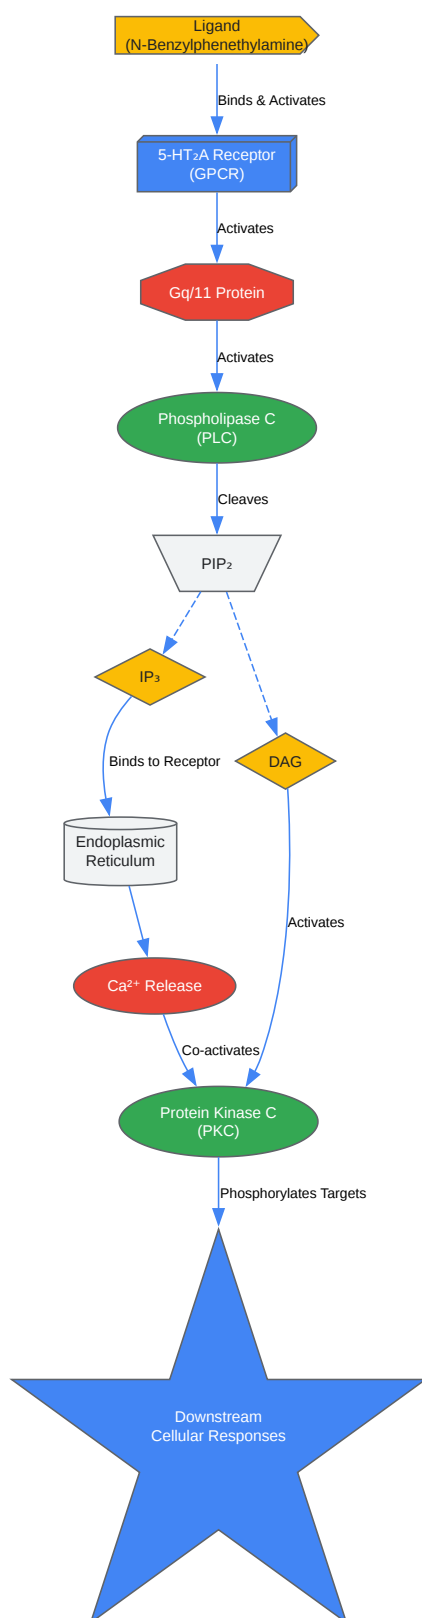 Ligand
(N-Benzylphenethylamine)
Binds & Activates
5-HT₂A Receptor
(GPCR)
Activates
Gq/11 Protein
Activates
Phospholipase C
(PLC)
Cleaves
PIP₂
IP₃
DAG
Binds to Receptor
Endoplasmic
Reticulum
Activates
Ca²⁺ Release
Co-activates
Protein Kinase C
(PKC)
Phosphorylates Targets
Downstream
Cellular Responses